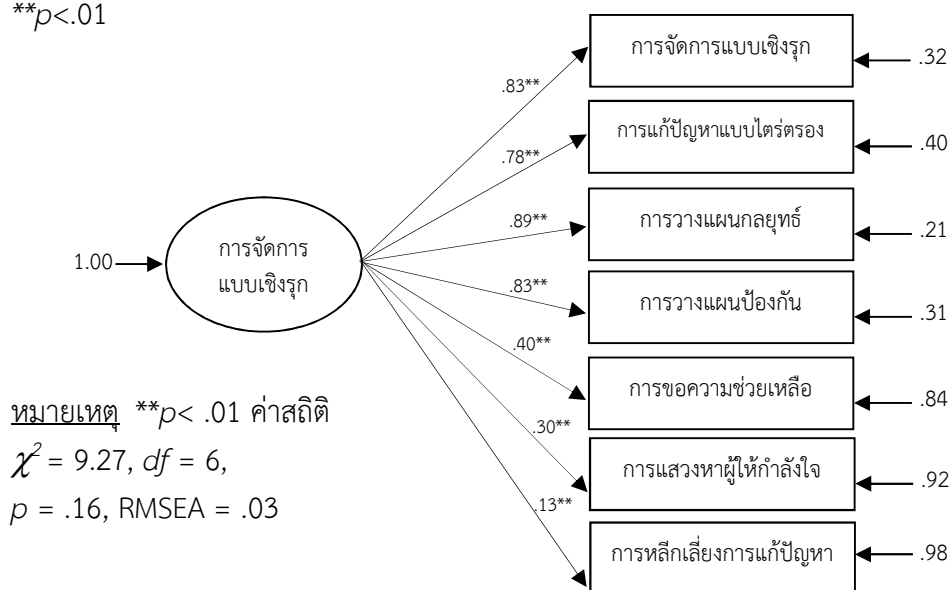 **p<.01
การจัดการแบบเชิงรุก
.32
.83**
การแก้ปัญหาแบบไตร่ตรอง
.40
.78**
การวางแผนกลยุทธ์
.21
.89**
1.00
การจัดการ
แบบเชิงรุก
การวางแผนป้องกัน
.31
.83**
การขอความช่วยเหลือ
.84
.40**
การแสวงหาผู้ให้กำลังใจ
.92
.30**
การหลีกเลี่ยงการแก้ปัญหา
.98
.13**
หมายเหตุ **p< .01 ค่าสถิติ
χ² = 9.27, df = 6,
p = .16, RMSEA = .03